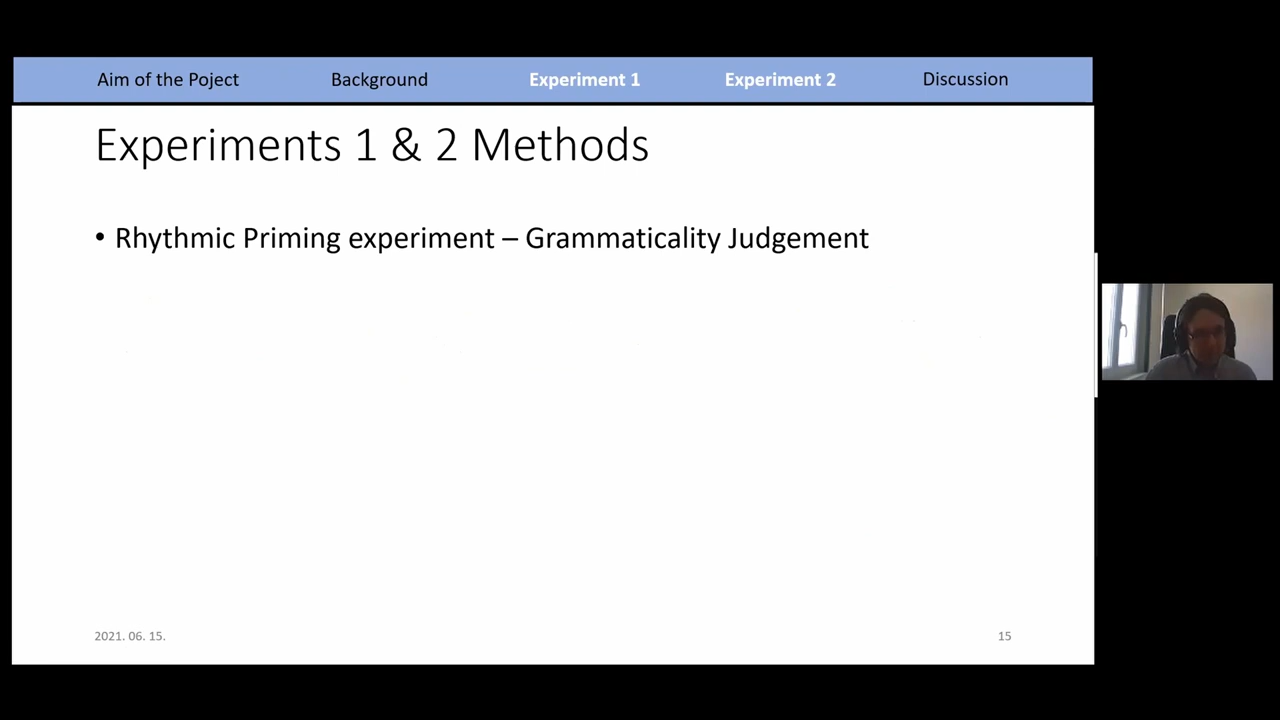 Aim of the Poject Background Experiment 1 Experiment 2 Discussion
Experiments 1 & 2 Methods
• Rhythmic Priming experiment – Grammaticality Judgement
2021. 06. 15. 15